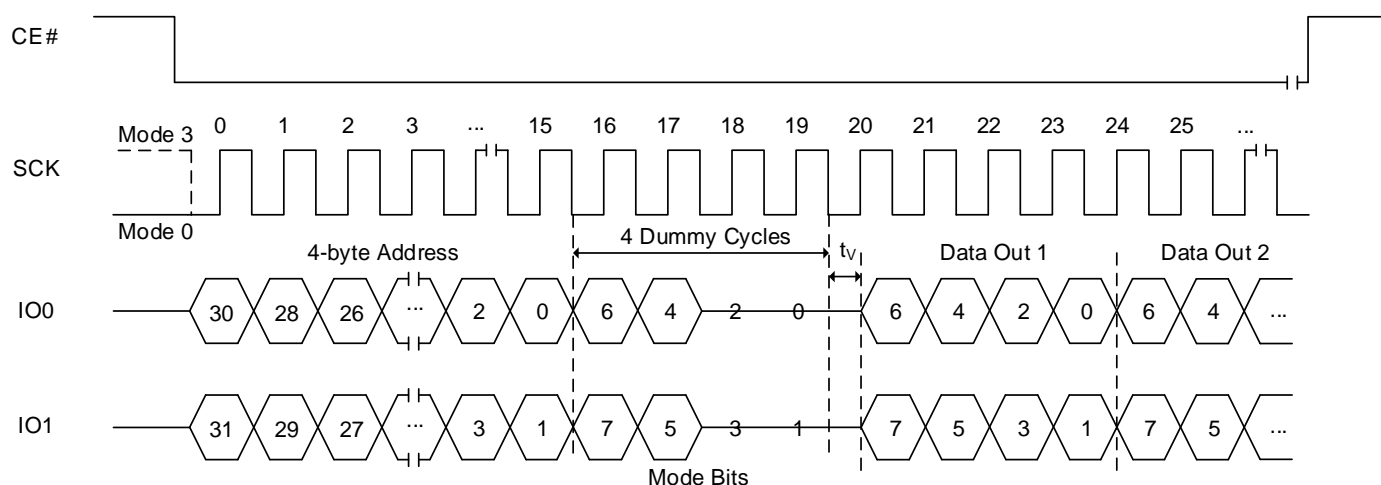 CE#
Mode 3 0 1 2 3 ... 15 16 17 18 19 20 21 22 23 24 25 ...
SCK
Mode 0
4-byte Address 4 Dummy Cycles tV Data Out 1 Data Out 2
IO0 30 28 26 ... 2 0 6 4 2 0 6 4 2 0 6 4 ...
IO1 31 29 27 ... 3 1 7 5 3 1 7 5 3 1 7 5 ...
Mode Bits